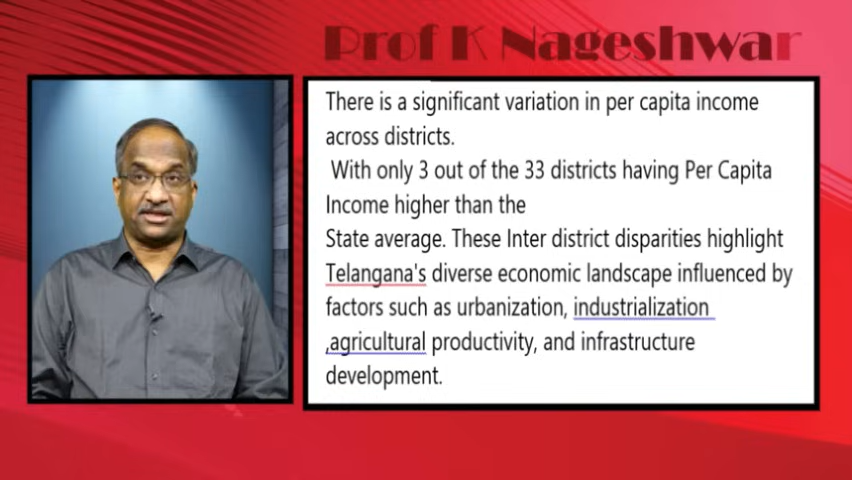 Prof K Nageshwar
There is a significant variation in per capita income
across districts.
With only 3 out of the 33 districts having Per Capita
Income higher than the
State average. These Inter district disparities highlight
Telangana's diverse economic landscape influenced by
factors such as urbanization, industrialization
,agricultural productivity, and infrastructure
development.